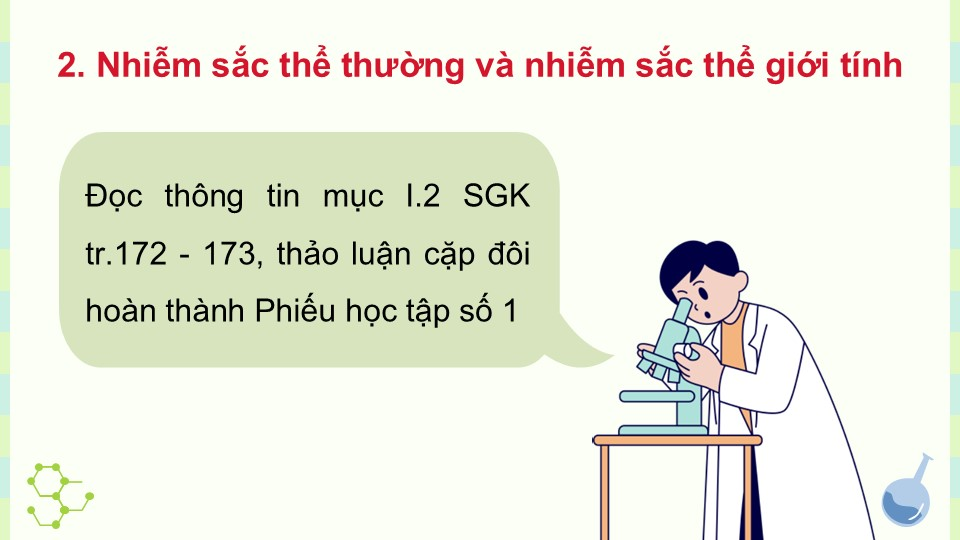 2. Nhiễm sắc thể thường và nhiễm sắc thể giới tính
Đọc thông tin mục I.2 SGK
tr.172 - 173, thảo luận cặp đôi
hoàn thành Phiếu học tập số 1